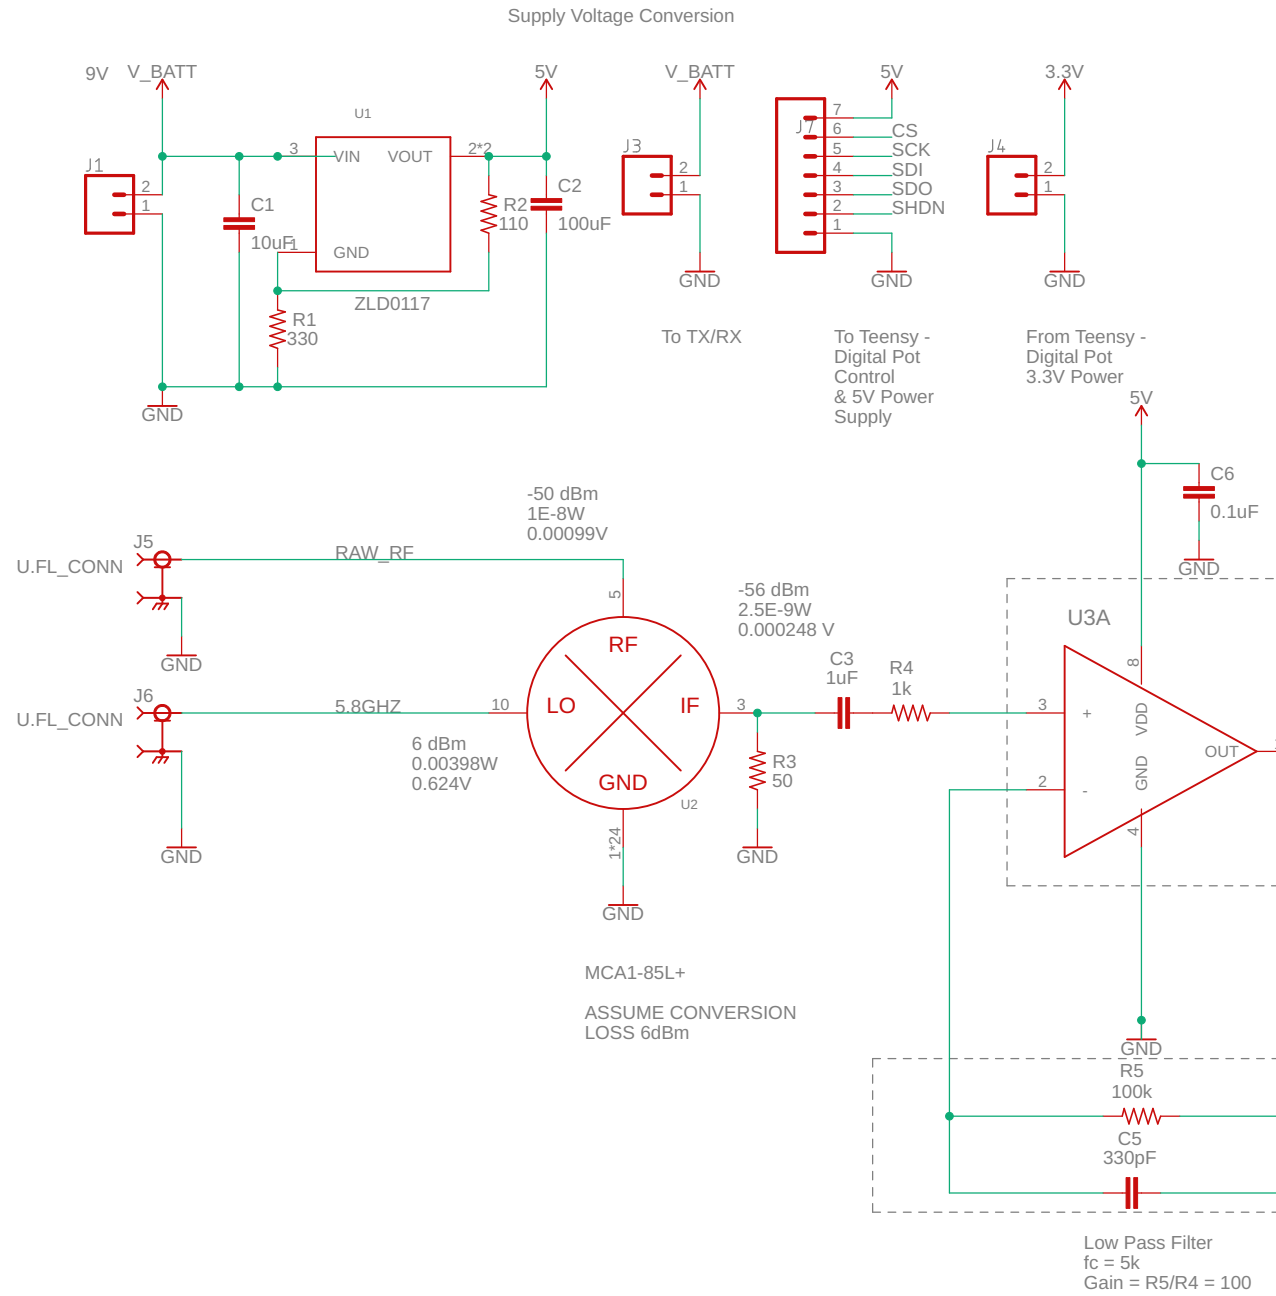 Supply Voltage Conversion
9V
V_BATT
5V
V_BATT
5V
3.3V
U1
J1
2
1
3
VIN
VOUT
2*2
C1
10uF
1
GND
R2
110
C2
100uF
ZLD0117
R1
330
GND
J3
2
1
GND
To TX/RX
J7
7
6
CS
5
SCK
4
SDI
3
SDO
2
SHDN
1
GND
To Teensy -
Digital Pot
Control
& 5V Power
Supply
J4
2
1
GND
From Teensy -
Digital Pot
3.3V Power
5V
C6
0.1uF
GND
-50 dBm
1E-8W
0.00099V
J5
U.FL_CONN
RAW_RF
GND
J6
U.FL_CONN
5.8GHZ
GND
6 dBm
0.00398W
0.624V
5
RF
10
LO
IF
3
GND
U2
1*24
GND
-56 dBm
2.5E-9W
0.000248 V
C3
1uF
R4
1k
R3
50
GND
MCA1-85L+
ASSUME CONVERSION
LOSS 6dBm
U3A
8
3
+
VDD
OUT
GND
2
-
4
GND
R5
100k
C5
330pF
Low Pass Filter
fc = 5k
Gain = R5/R4 = 100